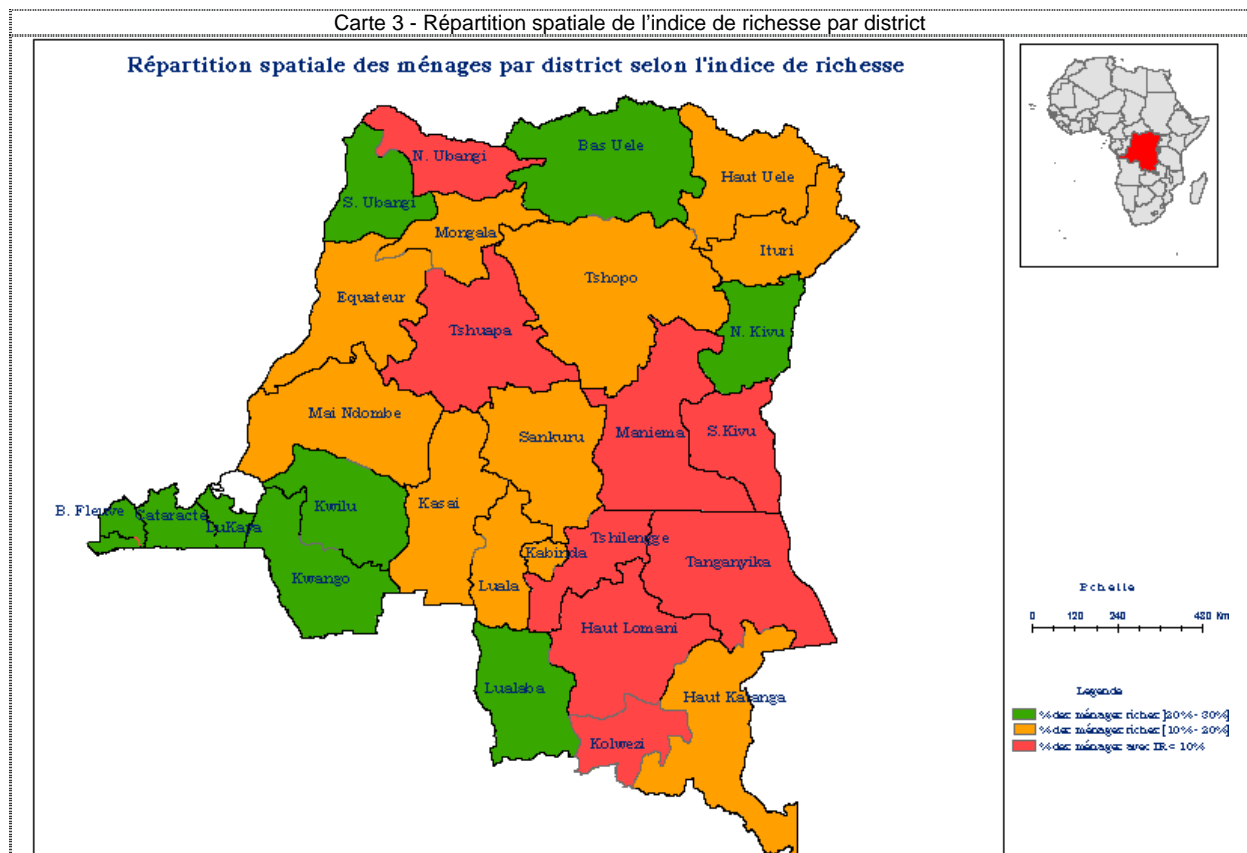 Carte 3 - Répartition spatiale de l'indice de richesse par district
Répartition spatiale des ménages par district selon l'indice de richesse
N. Ubangi
Bas Uele
Haut Uele
S. Ubangi
Mongala
Ituri
Tshopo
Equateur
Tshuapa
N. Kivu
Mai Ndombe
Sankuru
Maniema
S.Kivu
B. Fleuve
Cataracte
LuKaya
Kwilu
Kasai
Kwango
Luala
Kabinda
Tshilengge
Tanganyika
Haut Lomani
Lualaba
Haut Katanga
Kolwezi
Echelle
0 120 240 480 Km
Legende
% des ménages riches ]20% - 30%]
% des ménages riches [10% - 20%]
% des ménages avec IR < 10%